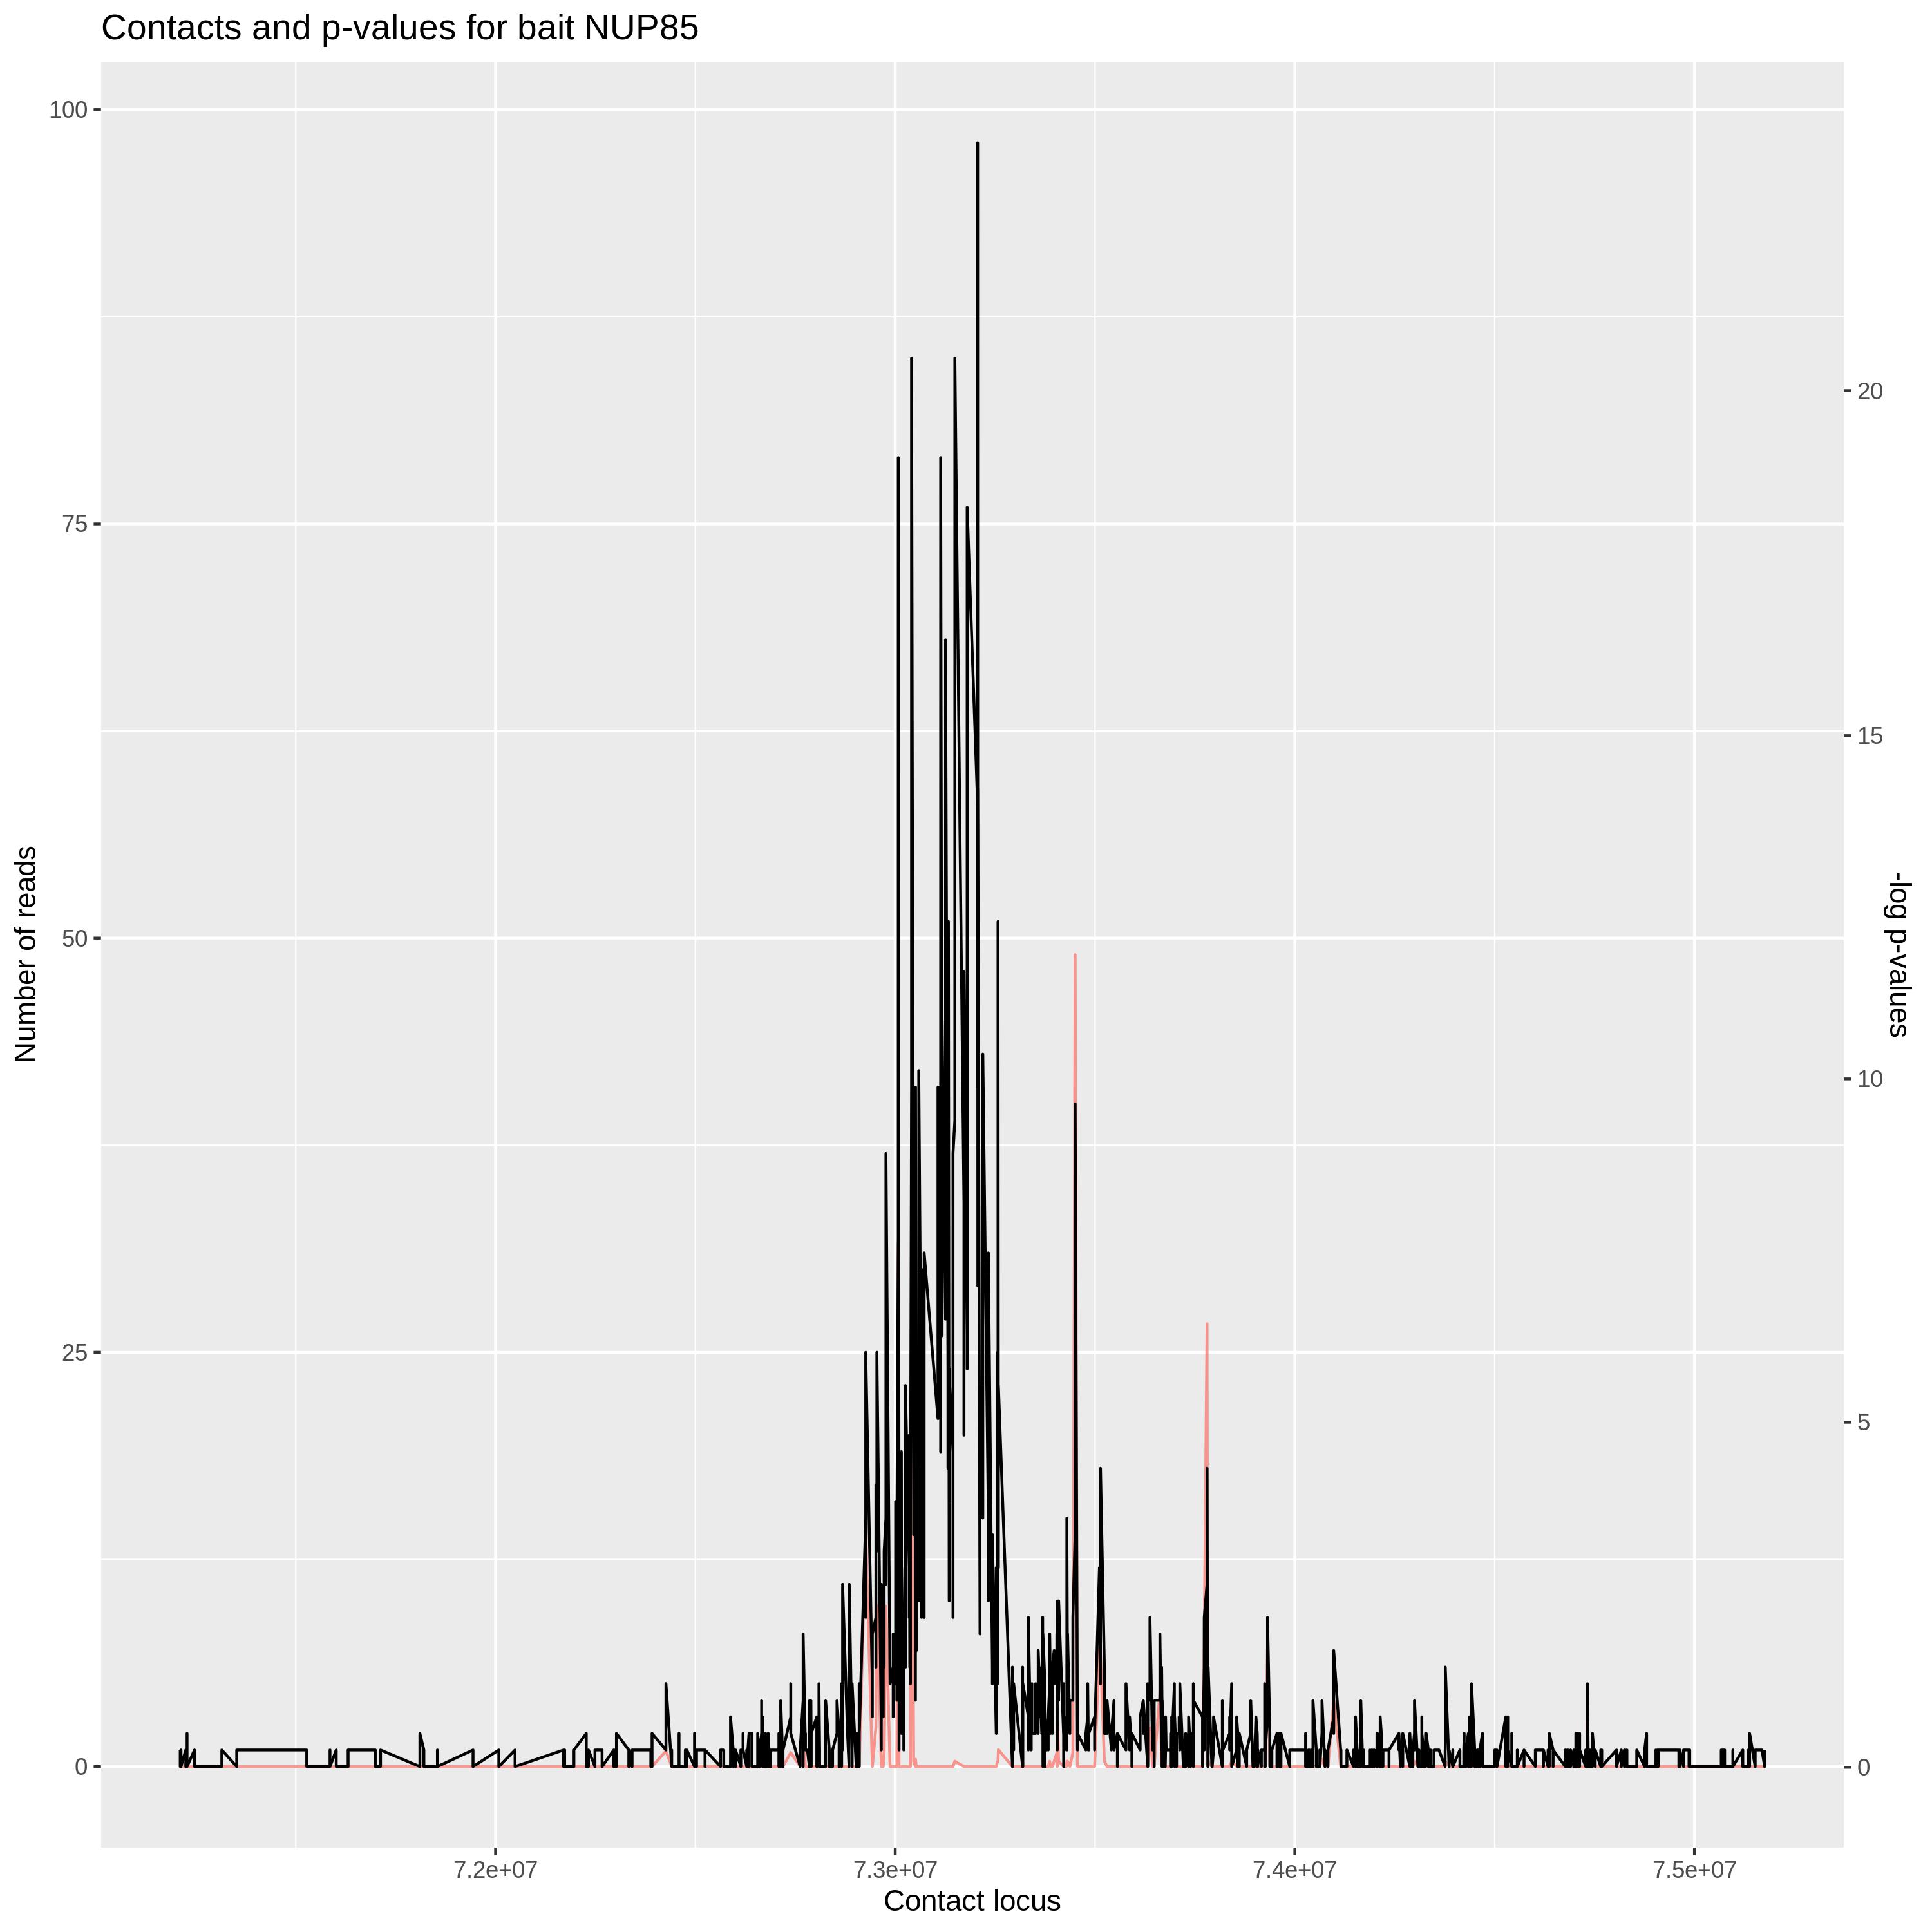 Contacts and p-values for bait NUP85
100
75
50
25
0
Number of reads
20
15
10
5
0
-log p-values
7.2e+07
7.3e+07
7.4e+07
7.5e+07
Contact locus